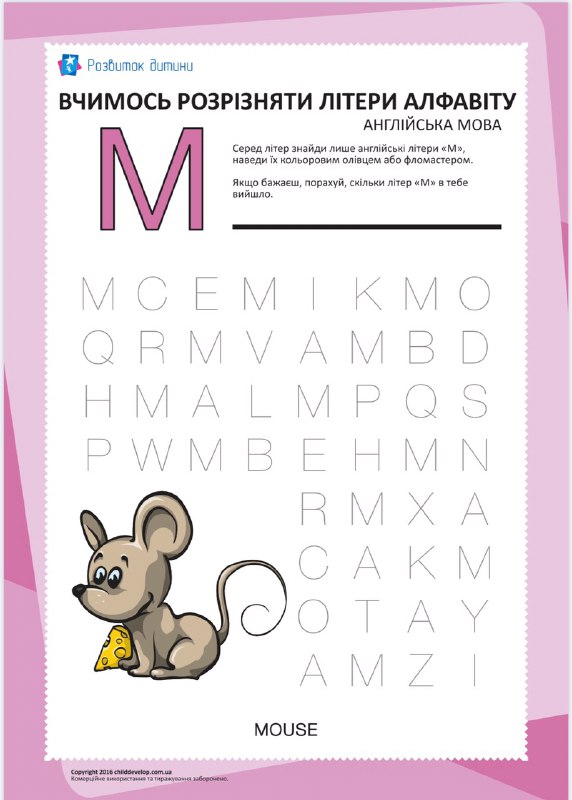 Розвиток дитини
ВЧИМОСЬ РОЗРІЗНЯТИ ЛІТЕРИ АЛФАВІТУ
АНГЛІЙСЬКА МОВА
M
Серед літер знайди лише англійські літери «М»,
наведи їх кольоровим олівцем або фломастером.
Якщо бажаєш, порахуй, скільки літер «М» в тебе
вийшло.
M C E M I K M O
Q R M V A M B D
H M A L M P Q S
P W M B E H M N
R M X A
C A K M
O T A Y
A M Z I
MOUSE
Copyright 2016 childdevelop.com.ua
Комерційне використання та тиражування заборонено.